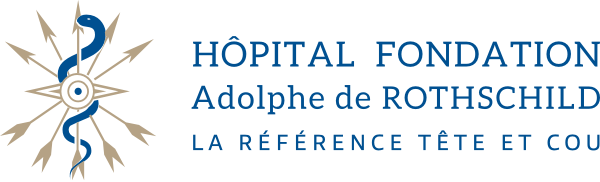 HÔPITAL FONDATION
Adolphe de ROTHSCHILD
LA RÉFÉRENCE TÊTE ET COU